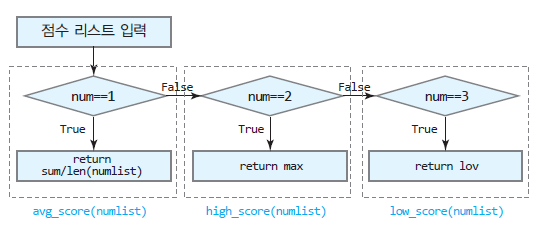 점수 리스트 입력
num==1
False
num==2
False
num==3
True
True
True
return
sum/len(numlist)
return max
return lov
avg_score(numlist)
high_score(numlist)
low_score(numlist)